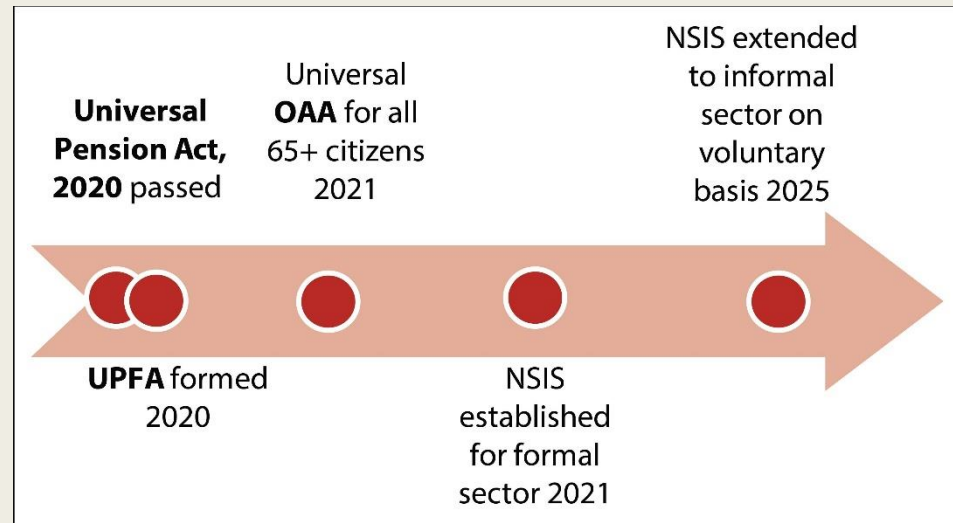 Universal
Pension Act,
2020 passed
UPFA formed
2020
Universal
OAA for all
65+ citizens
2021
NSIS
established
for formal
sector 2021
NSIS extended
to informal
sector on
voluntary
basis 2025